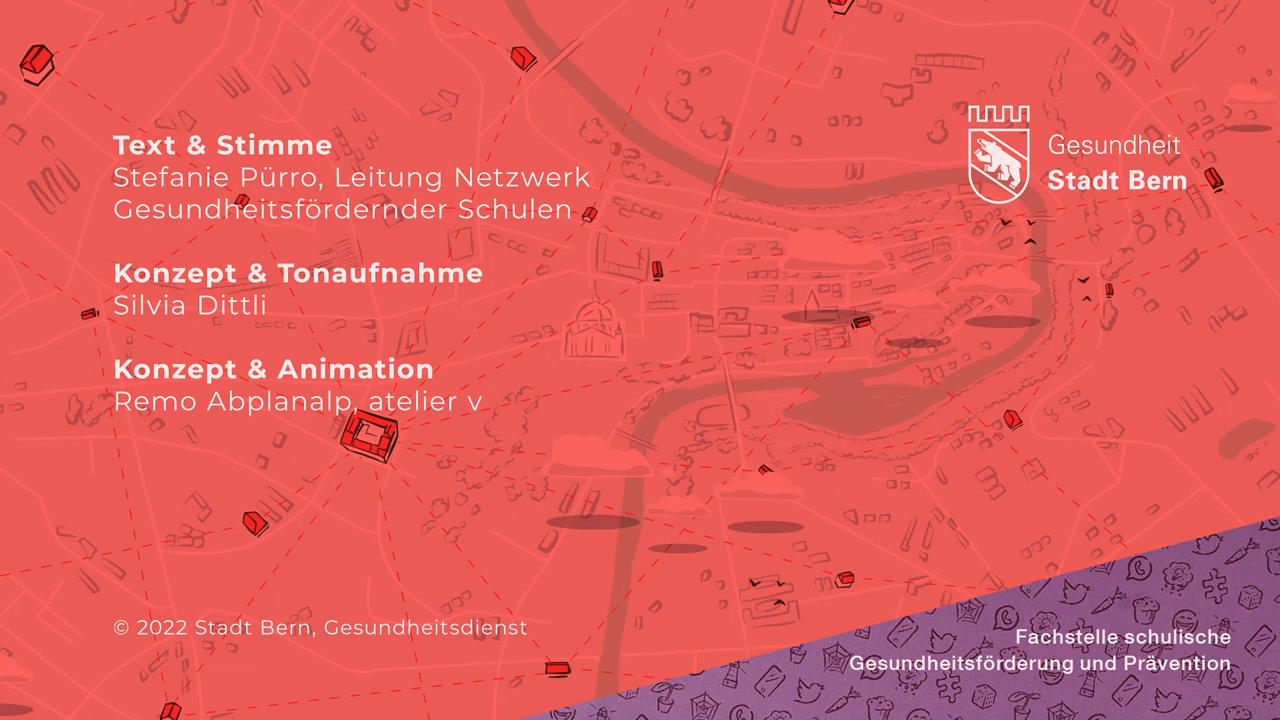 Text & Stimme
Stefanie Pürro, Leitung Netzwerk
Gesundheitsfördernder Schulen
Konzept & Tonaufnahme
Silvia Dittli
Konzept & Animation
Remo Abplanalp, atelier v
© 2022 Stadt Bern, Gesundheitsdienst
Gesundheit
Stadt Bern
Fachstelle schulische
Gesundheitsförderung und Prävention